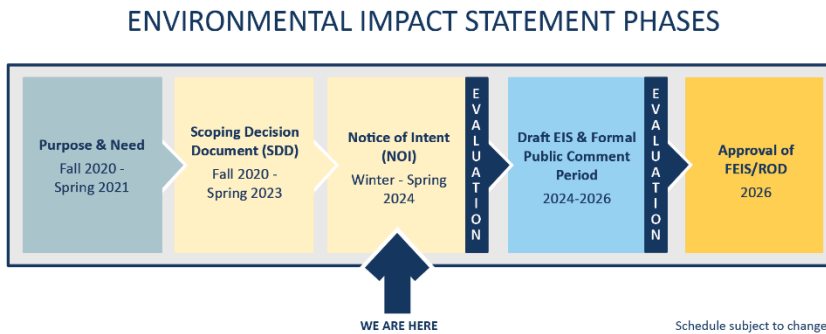 ENVIRONMENTAL IMPACT STATEMENT PHASES
Purpose & Need
Fall 2020 -
Spring 2021
Scoping Decision
Document (SDD)
Fall 2020 -
Spring 2023
Notice of Intent
(NOI)
Winter - Spring
2024
EVALUATION
Draft EIS & Formal
Public Comment
Period
2024-2026
EVALUATION
Approval of
FEIS/ROD
2026
WE ARE HERE
Schedule subject to change